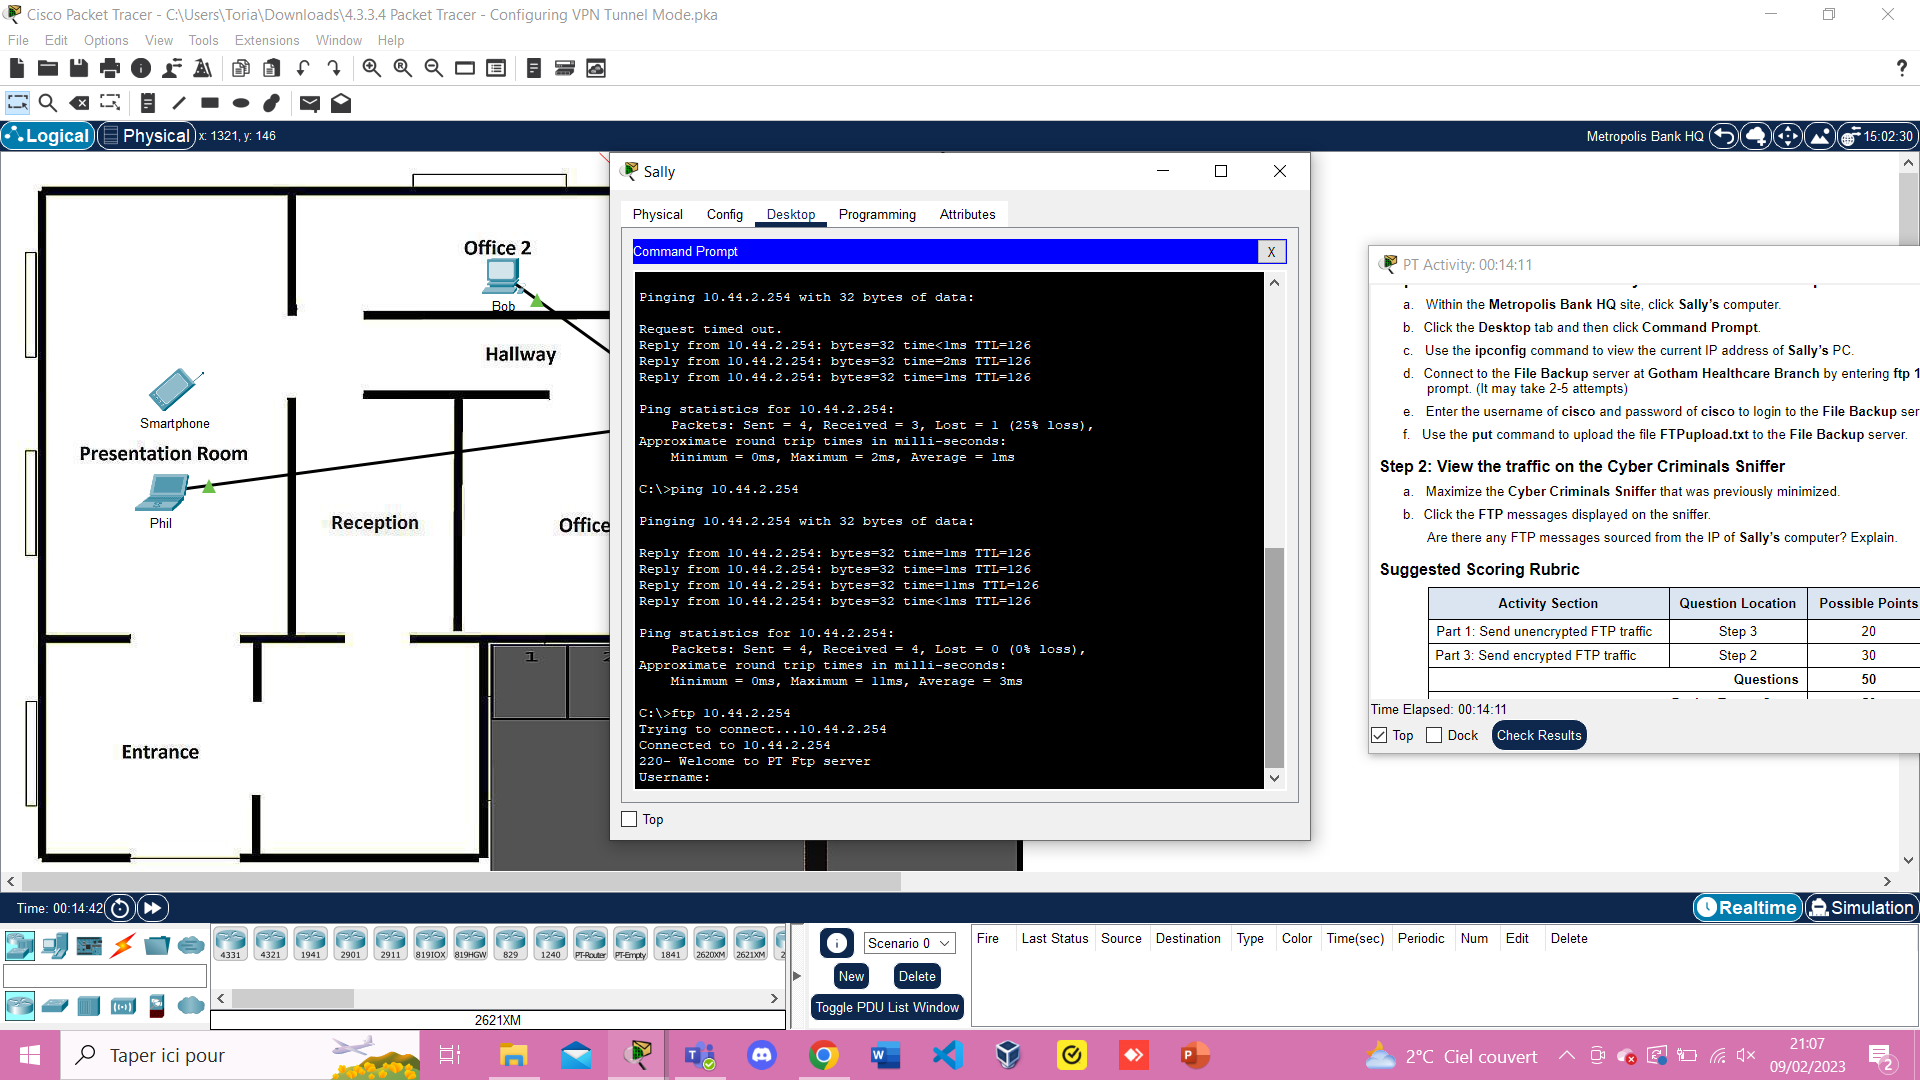 Cisco Packet Tracer - C:\Users\Toria\Downloads\4.3.3.4 Packet Tracer - Configuring VPN Tunnel Mode.pka
File Edit Options View Tools Extensions Window Help
?
Logical Physical x: 1321, y: 146 Metropolis Bank HQ 15:02:30
Office 2
Bob
Hallway
Smartphone
Presentation Room
Phil
Reception
Office
Entrance
1
Sally
Physical Config Desktop Programming Attributes
Command Prompt X
Pinging 10.44.2.254 with 32 bytes of data:
Request timed out.
Reply from 10.44.2.254: bytes=32 time<1ms TTL=126
Reply from 10.44.2.254: bytes=32 time=2ms TTL=126
Reply from 10.44.2.254: bytes=32 time=1ms TTL=126
Ping statistics for 10.44.2.254:
Packets: Sent = 4, Received = 3, Lost = 1 (25% loss),
Approximate round trip times in milli-seconds:
Minimum = 0ms, Maximum = 2ms, Average = 1ms
C:\>ping 10.44.2.254
Pinging 10.44.2.254 with 32 bytes of data:
Reply from 10.44.2.254: bytes=32 time=1ms TTL=126
Reply from 10.44.2.254: bytes=32 time=1ms TTL=126
Reply from 10.44.2.254: bytes=32 time=11ms TTL=126
Reply from 10.44.2.254: bytes=32 time<1ms TTL=126
Ping statistics for 10.44.2.254:
Packets: Sent = 4, Received = 4, Lost = 0 (0% loss),
Approximate round trip times in milli-seconds:
Minimum = 0ms, Maximum = 11ms, Average = 3ms
C:\>ftp 10.44.2.254
Trying to connect...10.44.2.254
Connected to 10.44.2.254
220- Welcome to PT Ftp server
Username:
Top
PT Activity: 00:14:11
a. Within the Metropolis Bank HQ site, click Sally's computer.
b. Click the Desktop tab and then click Command Prompt.
c. Use the ipconfig command to view the current IP address of Sally's PC.
d. Connect to the File Backup server at Gotham Healthcare Branch by entering ftp 1
prompt. (It may take 2-5 attempts)
e. Enter the username of cisco and password of cisco to login to the File Backup ser
f. Use the put command to upload the file FTPupload.txt to the File Backup server.
Step 2: View the traffic on the Cyber Criminals Sniffer
a. Maximize the Cyber Criminals Sniffer that was previously minimized.
b. Click the FTP messages displayed on the sniffer.
Are there any FTP messages sourced from the IP of Sally's computer? Explain.
Suggested Scoring Rubric
Activity Section Question Location Possible Points
Part 1: Send unencrypted FTP traffic Step 3 20
Part 3: Send encrypted FTP traffic Step 2 30
Questions 50
Time Elapsed: 00:14:11
Top Dock Check Results
Time: 00:14:42 Realtime Simulation
4331 4321 1941 2901 2911 819IOX 819HGW 829 1240 PT-Router PT-Empty 1841 2620XM 2621XM 2
2621XM
Scenario 0
New Delete
Toggle PDU List Window
Fire Last Status Source Destination Type Color Time(sec) Periodic Num Edit Delete
Taper ici pour
2°C Ciel couvert
21:07
09/02/2023
2